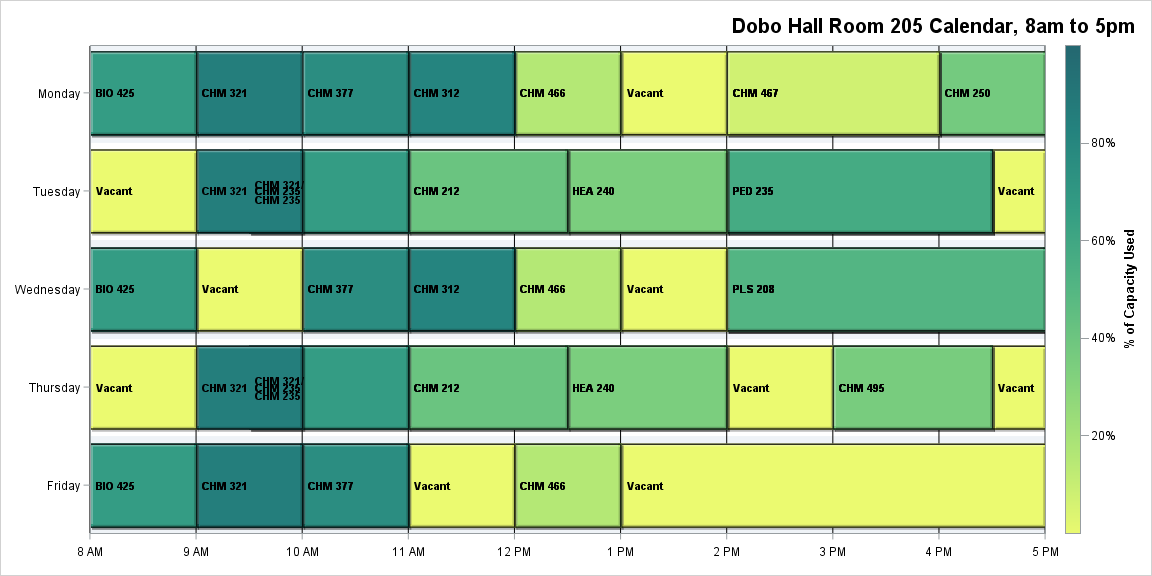 Dobo Hall Room 205 Calendar, 8am to 5pm
Monday
BIO 425
CHM 321
CHM 377
CHM 312
CHM 466
Vacant
CHM 467
CHM 250
Tuesday
Vacant
CHM 321
CHM 321/
CHM 235
CHM 235
CHM 212
HEA 240
PED 235
Vacant
Wednesday
BIO 425
Vacant
CHM 377
CHM 312
CHM 466
Vacant
PLS 208
Thursday
Vacant
CHM 321
CHM 321/
CHM 235
CHM 235
CHM 212
HEA 240
Vacant
CHM 495
Vacant
Friday
BIO 425
CHM 321
CHM 377
Vacant
CHM 466
Vacant
8 AM
9 AM
10 AM
11 AM
12 PM
1 PM
2 PM
3 PM
4 PM
5 PM
80%
60%
40%
20%
% of Capacity Used